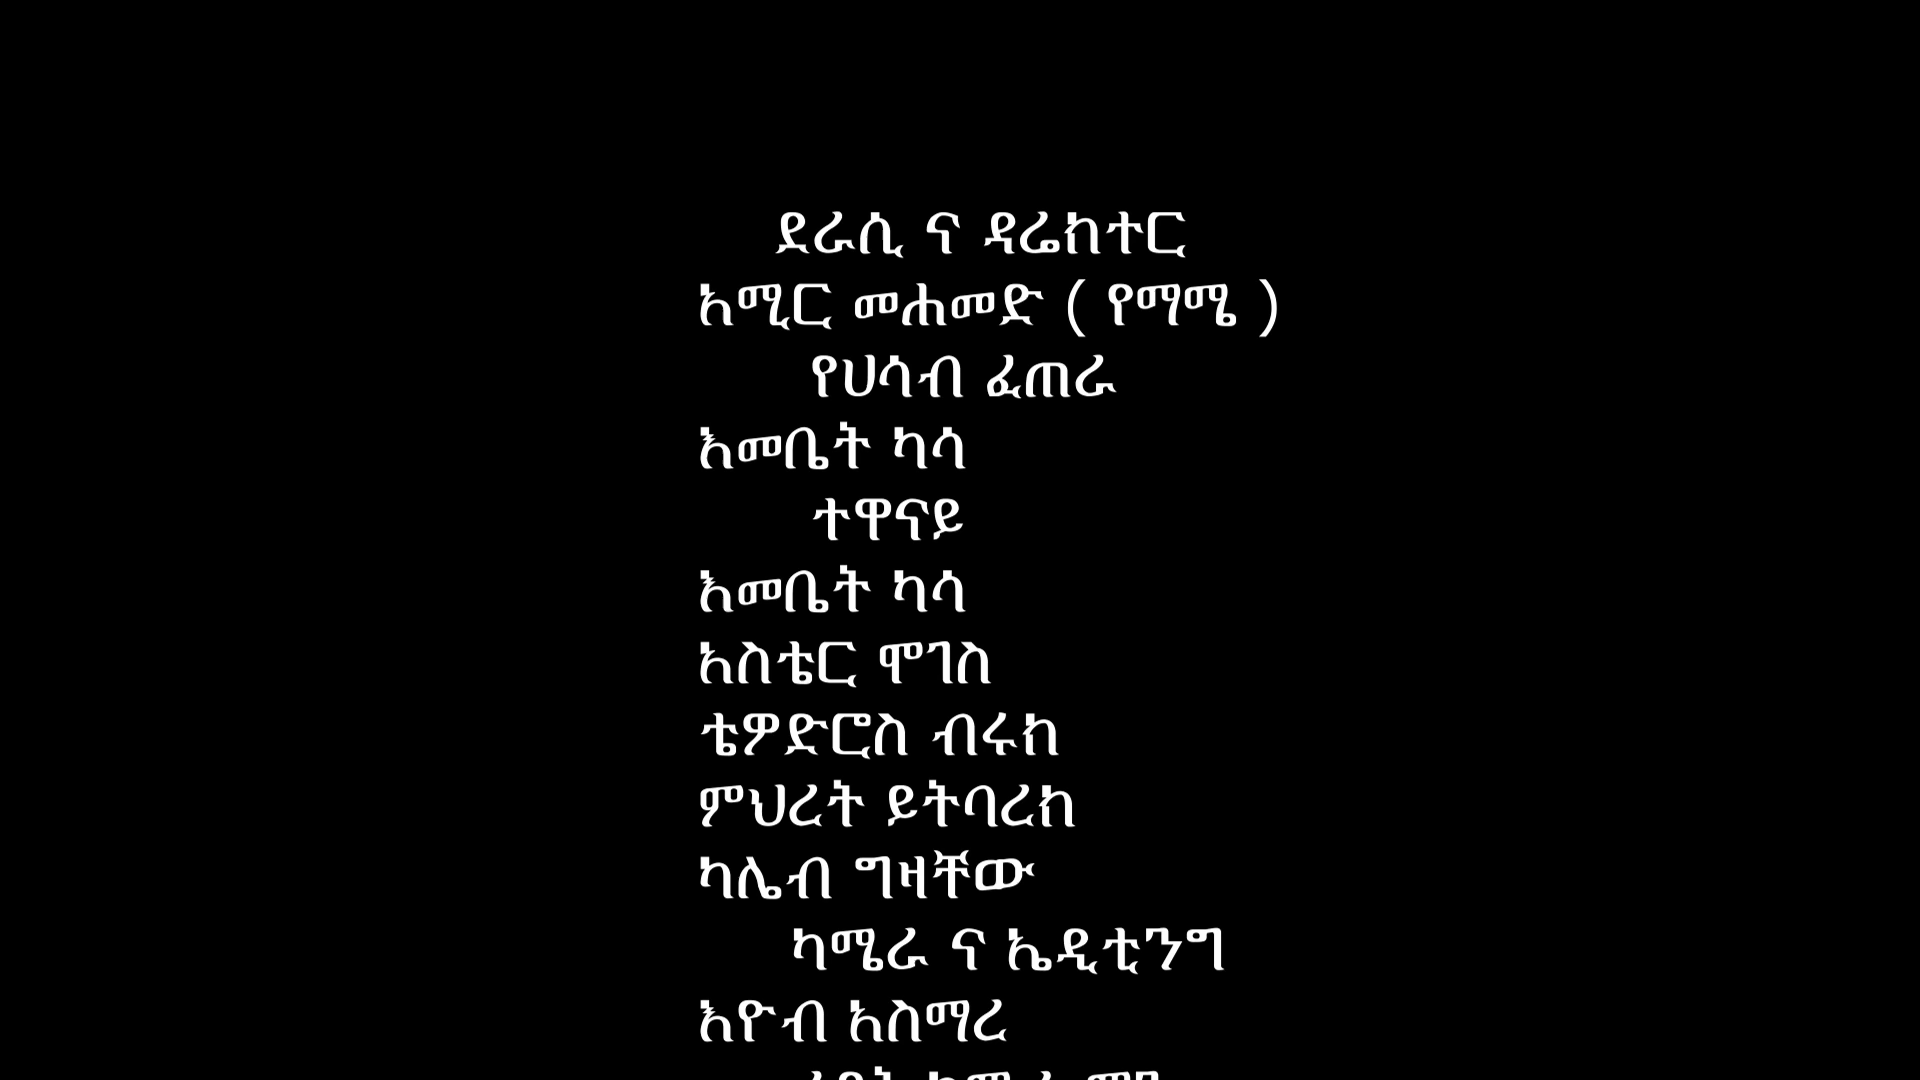 ደራሲ ና ዳሬክተር
አሚር መሐመድ ( የማሜ )
የሀሳብ ፈጠራ
እመቤት ካሳ
ተዋናይ
እመቤት ካሳ
አስቴር ሞገስ
ቴዎድሮስ ብሩክ
ምህረት ይትባረክ
ካሌብ ግዛቸው
ካሜራ ና ኤዲቲንግ
እዮብ አስማረ